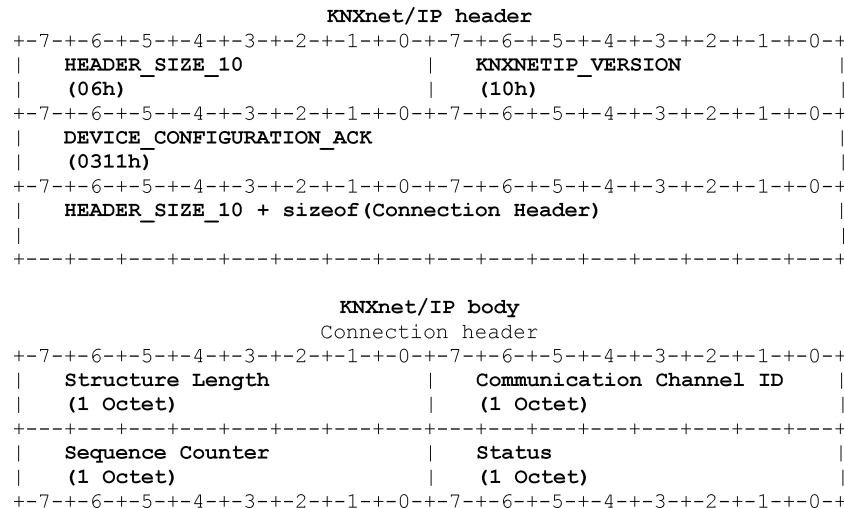 KNXnet/IP header
+-7-+-6-+-5-+-4-+-3-+-2-+-1-+-0-+-7-+-6-+-5-+-4-+-3-+-2-+-1-+-0-+
| HEADER_SIZE_10 | KNXNETIP_VERSION |
| (06h) | (10h) |
+-7-+-6-+-5-+-4-+-3-+-2-+-1-+-0-+-7-+-6-+-5-+-4-+-3-+-2-+-1-+-0-+
| DEVICE_CONFIGURATION_ACK |
| (0311h) |
+-7-+-6-+-5-+-4-+-3-+-2-+-1-+-0-+-7-+-6-+-5-+-4-+-3-+-2-+-1-+-0-+
| HEADER_SIZE_10 + sizeof(Connection Header) |
| |
+---+---+---+---+---+---+---+---+---+---+---+---+---+---+---+---+
KNXnet/IP body
Connection header
+-7-+-6-+-5-+-4-+-3-+-2-+-1-+-0-+-7-+-6-+-5-+-4-+-3-+-2-+-1-+-0-+
| Structure Length | Communication Channel ID |
| (1 Octet) | (1 Octet) |
+---+---+---+---+---+---+---+---+---+---+---+---+---+---+---+---+
| Sequence Counter | Status |
| (1 Octet) | (1 Octet) |
+-7-+-6-+-5-+-4-+-3-+-2-+-1-+-0-+-7-+-6-+-5-+-4-+-3-+-2-+-1-+-0-+